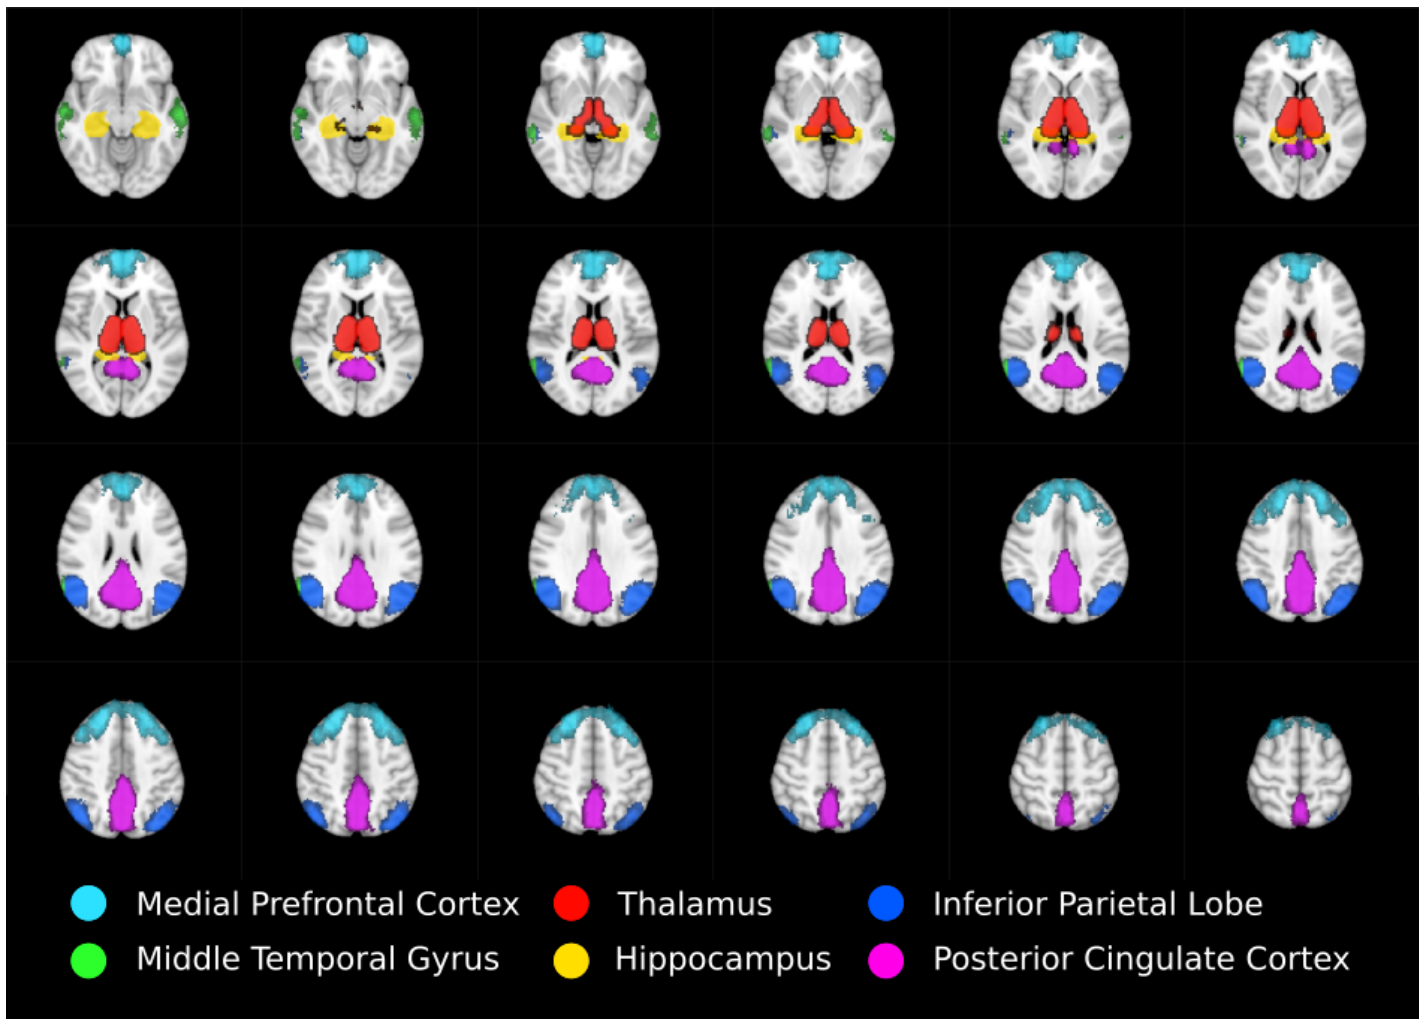 Medial Prefrontal Cortex Thalamus Inferior Parietal Lobe
Middle Temporal Gyrus Hippocampus Posterior Cingulate Cortex